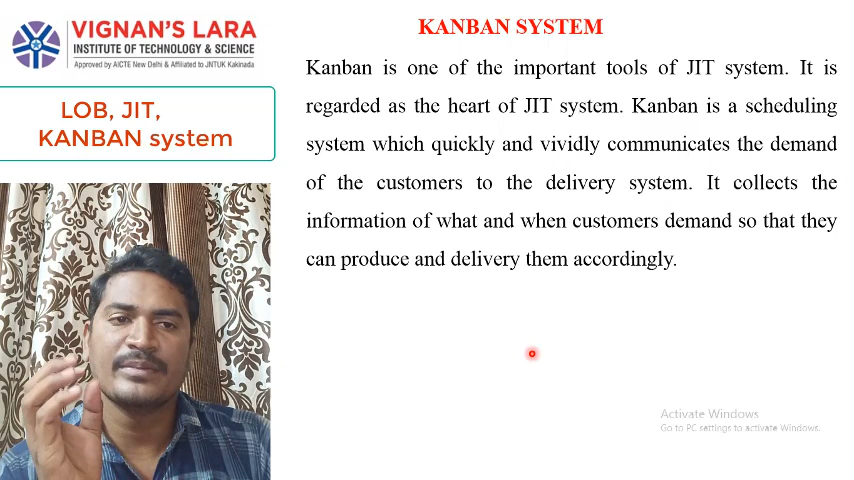 VIGNAN'S LARA
INSTITUTE OF TECHNOLOGY & SCIENCE
Approved by AICTE New Delhi & Affiliated to JNTUK Kakinada
LOB, JIT,
KANBAN system
KANBAN SYSTEM
Kanban is one of the important tools of JIT system. It is
regarded as the heart of JIT system. Kanban is a scheduling
system which quickly and vividly communicates the demand
of the customers to the delivery system. It collects the
information of what and when customers demand so that they
can produce and delivery them accordingly.
Activate Windows
Go to PC settings to activate Windows.